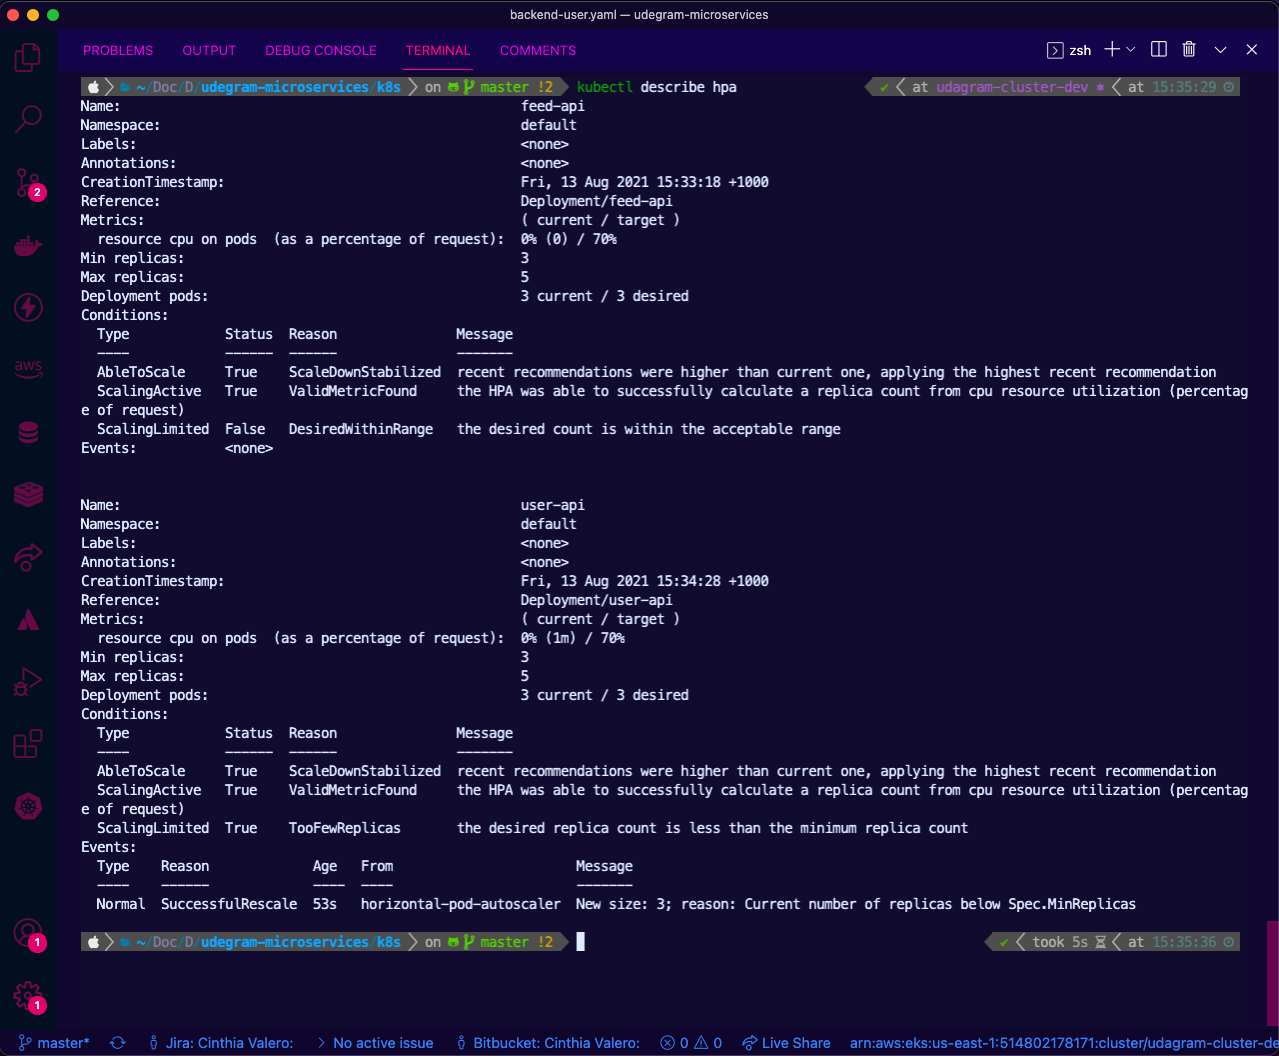 backend-user.yaml — udegram-microservices
PROBLEMS OUTPUT DEBUG CONSOLE TERMINAL COMMENTS zsh
~/Doc/D/udegram-microservices/k8s on master !2 kubectl describe hpa ✔ at udagram-cluster-dev at 15:35:29
Name: feed-api
Namespace: default
Labels: <none>
Annotations: <none>
CreationTimestamp: Fri, 13 Aug 2021 15:33:18 +1000
Reference: Deployment/feed-api
Metrics: ( current / target )
resource cpu on pods (as a percentage of request): 0% (0) / 70%
Min replicas: 3
Max replicas: 5
Deployment pods: 3 current / 3 desired
Conditions:
Type Status Reason Message
---- ------ ------ -------
AbleToScale True ScaleDownStabilized recent recommendations were higher than current one, applying the highest recent recommendation
ScalingActive True ValidMetricFound the HPA was able to successfully calculate a replica count from cpu resource utilization (percentag
e of request)
ScalingLimited False DesiredWithinRange the desired count is within the acceptable range
Events: <none>
Name: user-api
Namespace: default
Labels: <none>
Annotations: <none>
CreationTimestamp: Fri, 13 Aug 2021 15:34:28 +1000
Reference: Deployment/user-api
Metrics: ( current / target )
resource cpu on pods (as a percentage of request): 0% (1m) / 70%
Min replicas: 3
Max replicas: 5
Deployment pods: 3 current / 3 desired
Conditions:
Type Status Reason Message
---- ------ ------ -------
AbleToScale True ScaleDownStabilized recent recommendations were higher than current one, applying the highest recent recommendation
ScalingActive True ValidMetricFound the HPA was able to successfully calculate a replica count from cpu resource utilization (percentag
e of request)
ScalingLimited True TooFewReplicas the desired replica count is less than the minimum replica count
Events:
Type Reason Age From Message
---- ------ ---- ---- -------
Normal SuccessfulRescale 53s horizontal-pod-autoscaler New size: 3; reason: Current number of replicas below Spec.MinReplicas
~/Doc/D/udegram-microservices/k8s on master !2 ✔ took 5s at 15:35:36
2
aws
1
1
master* Jira: Cinthia Valero: No active issue Bitbucket: Cinthia Valero: 0 0 Live Share arn:aws:eks:us-east-1:514802178171:cluster/udagram-cluster-de